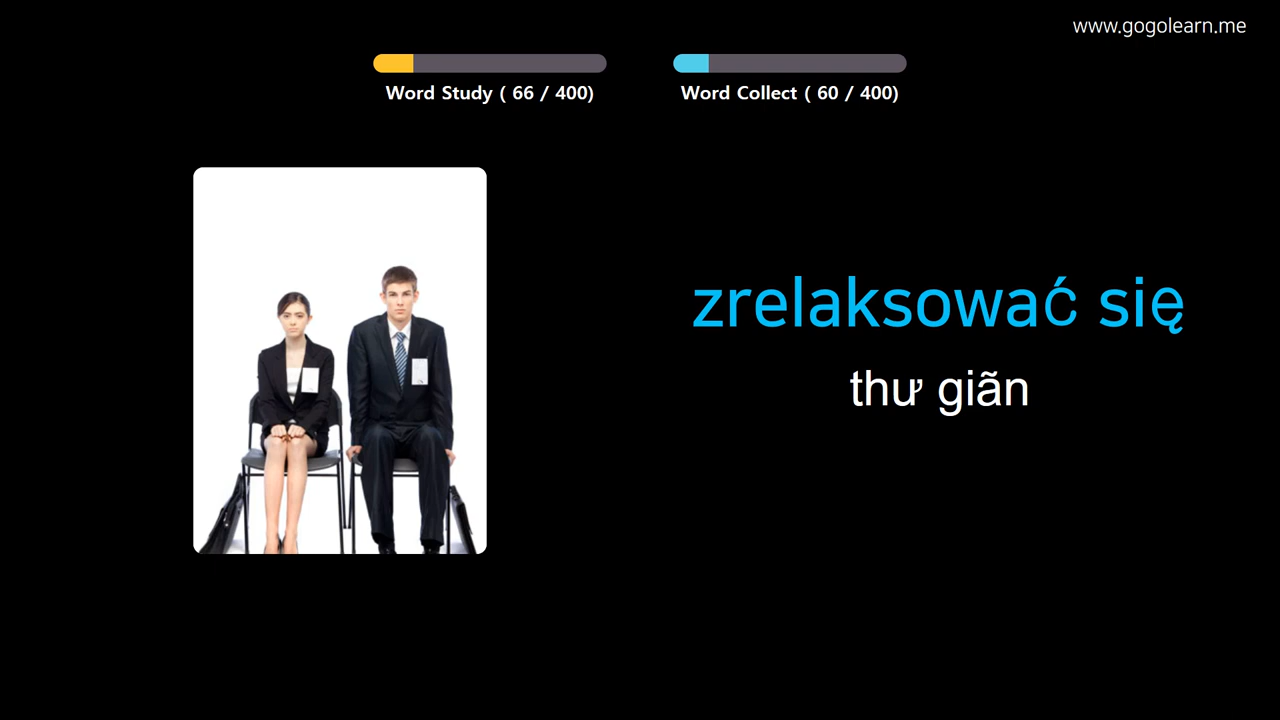 www.gogolearn.me
Word Study ( 66 / 400)
Word Collect ( 60 / 400)
zrelaksować się
thư giãn